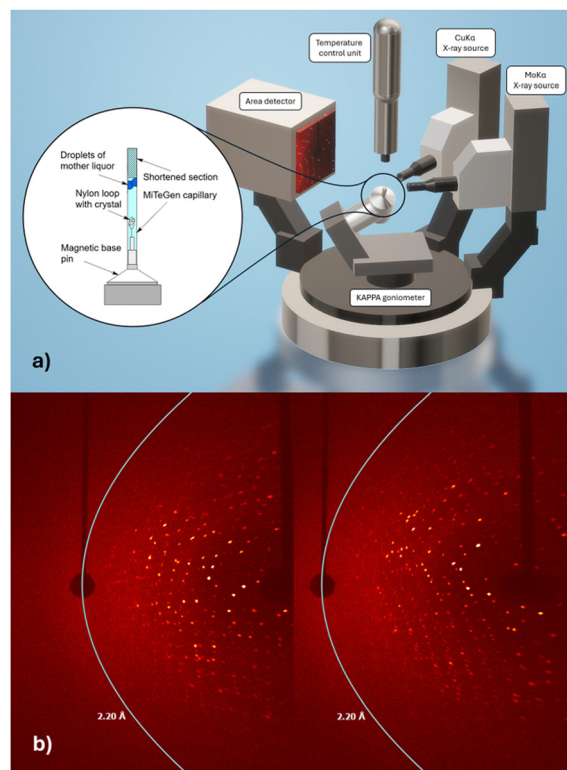 Temperature
control unit
CuKα
X-ray source
MoKα
X-ray source
Area detector
Droplets of
mother liquor
Shortened section
Nylon loop
with crystal
MiTeGen capillary
Magnetic base
pin
KAPPA goniometer
a)
2.20 Å
2.20 Å
b)